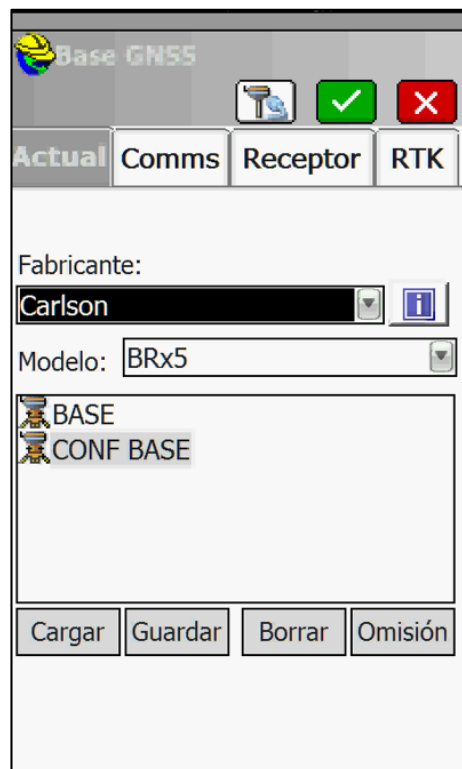 Base GNSS
Actual Comms Receptor RTK
Fabricante:
Carlson
Modelo: BRx5
BASE
CONF BASE
Cargar Guardar Borrar Omisión